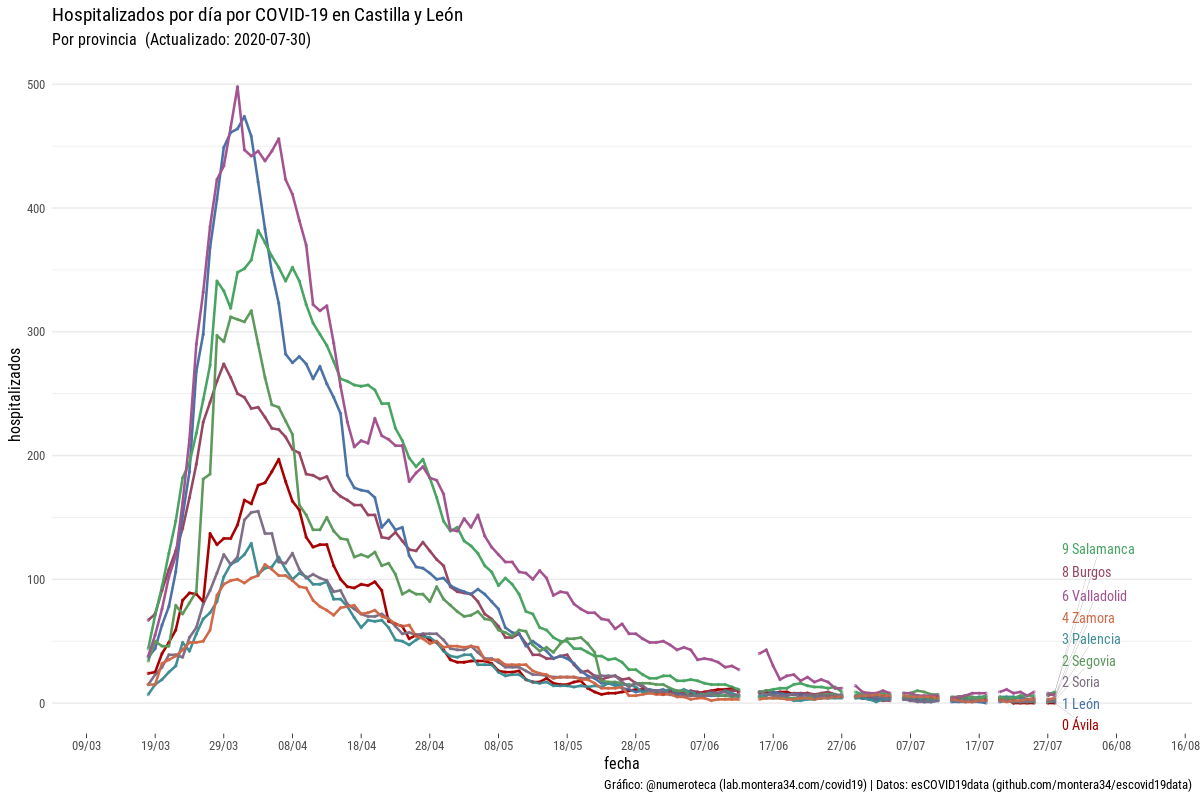 Hospitalizados por día por COVID-19 en Castilla y León
Por provincia  (Actualizado: 2020-07-30)
hospitalizados
500
400
300
200
100
0
9 Salamanca
8 Burgos
6 Valladolid
4 Zamora
3 Palencia
2 Segovia
2 Soria
1 León
0 Ávila
09/03
19/03
29/03
08/04
18/04
28/04
08/05
18/05
28/05
07/06
17/06
27/06
07/07
17/07
27/07
06/08
16/08
fecha
Gráfico: @numeroteca (lab.montera34.com/covid19) | Datos: esCOVID19data (github.com/montera34/escovid19data)